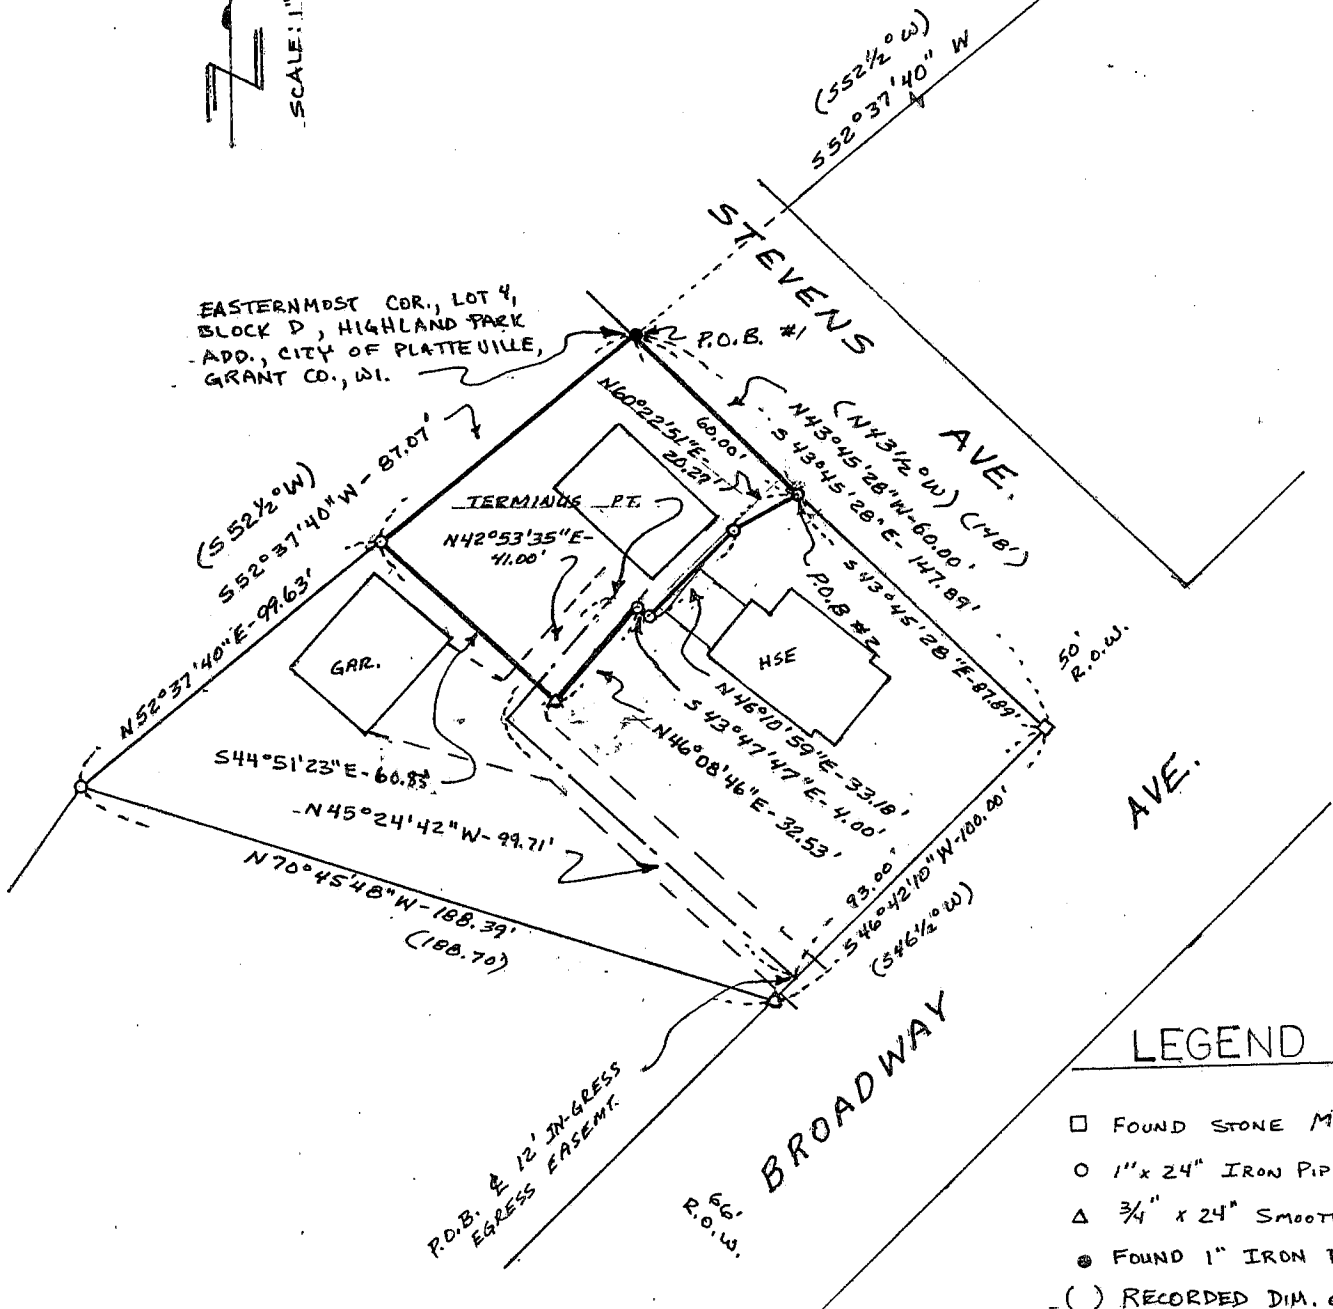 SCALE: 1"
(S52½°W)
S52°37'40" W
STEVENS AVE.
EASTERNMOST COR., LOT 4,
BLOCK D, HIGHLAND PARK
ADD., CITY OF PLATTEVILLE,
GRANT CO., WI.
P.O.B. #1
N60°22'51"E-
20.27'
60.00'
(N43½°W) (148')
N43°45'28"W-60.00'
S43°45'28"E-147.89'
(S52½°W)
S52°37'40"W-87.07'
N52°37'40"E-99.63'
TERMINUS PT.
N42°53'35"E-
41.00'
P.O.B #2
S43°45'28"E-87.89'
50'
R.O.W.
GAR.
HSE
N46°10'59"E-33.18'
S43°47'47"E-4.00'
N46°08'46"E-32.53'
S44°51'23"E-
N45°24'42"W-99.71'
N70°45'48"W-188.39'
(188.70)
93.00'
S46°42'10"W-100.00'
(S46½°W)
BROADWAY AVE.
66'
R.O.W.
P.O.B. ℄ 12' IN-GRESS
EGRESS EASEMT.
LEGEND
□ FOUND STONE M
○ 1"x 24" IRON PIP
△ ¾" x 24" SMOOT
● FOUND 1" IRON
( ) RECORDED DIM.